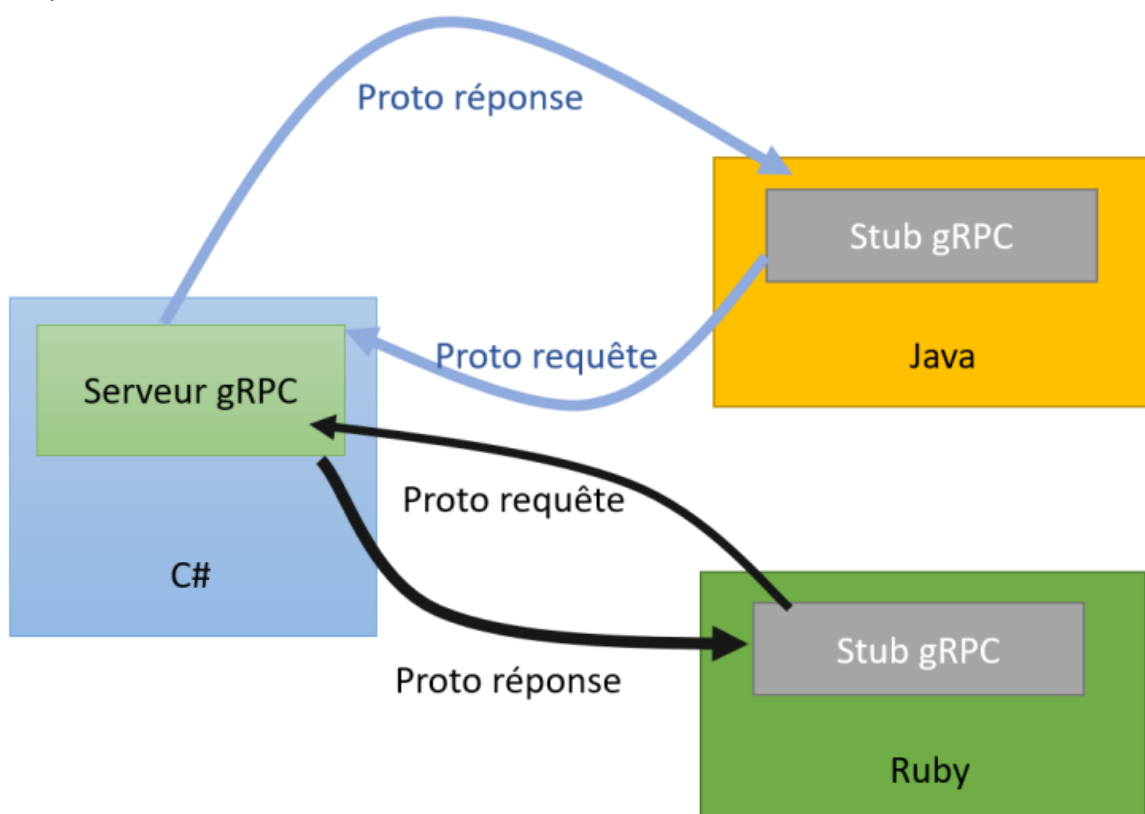 Proto réponse
Stub gRPC
Java
Proto requête
Serveur gRPC
Proto requête
C#
Stub gRPC
Proto réponse
Ruby